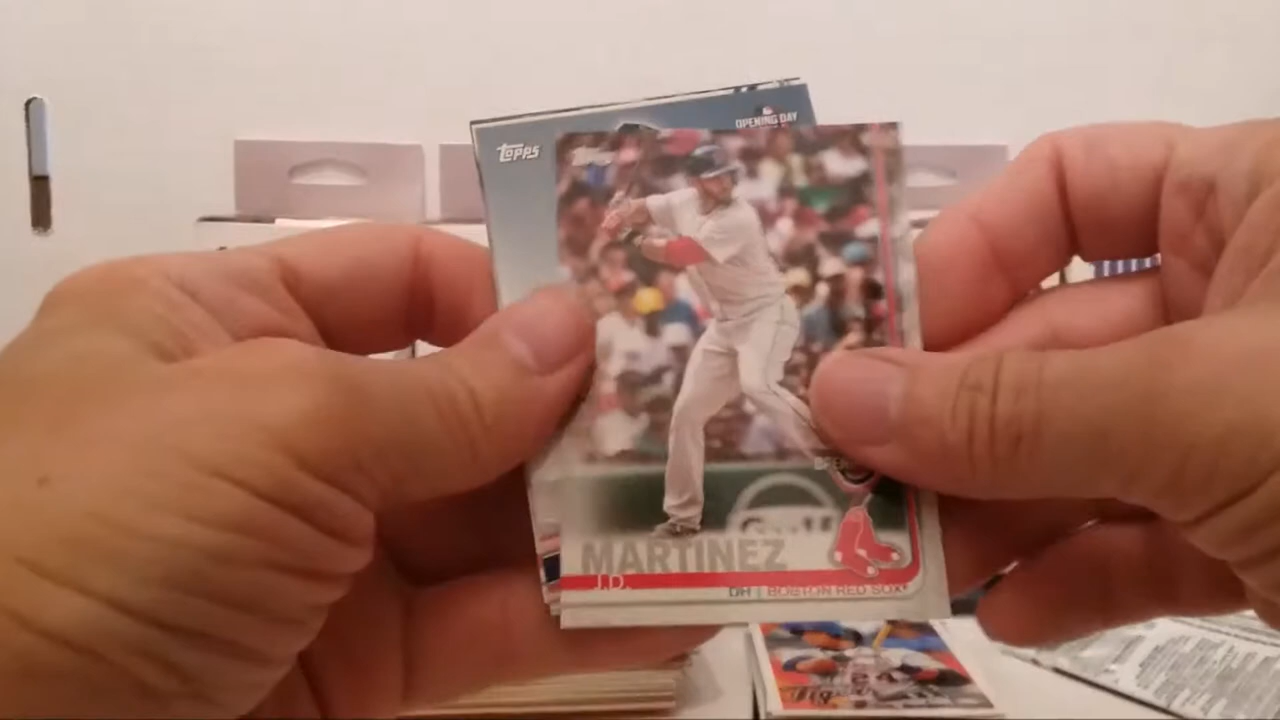 OPENING DAY
TOPPS
MARTINEZ
J.D.
DH | BOSTON RED SOX